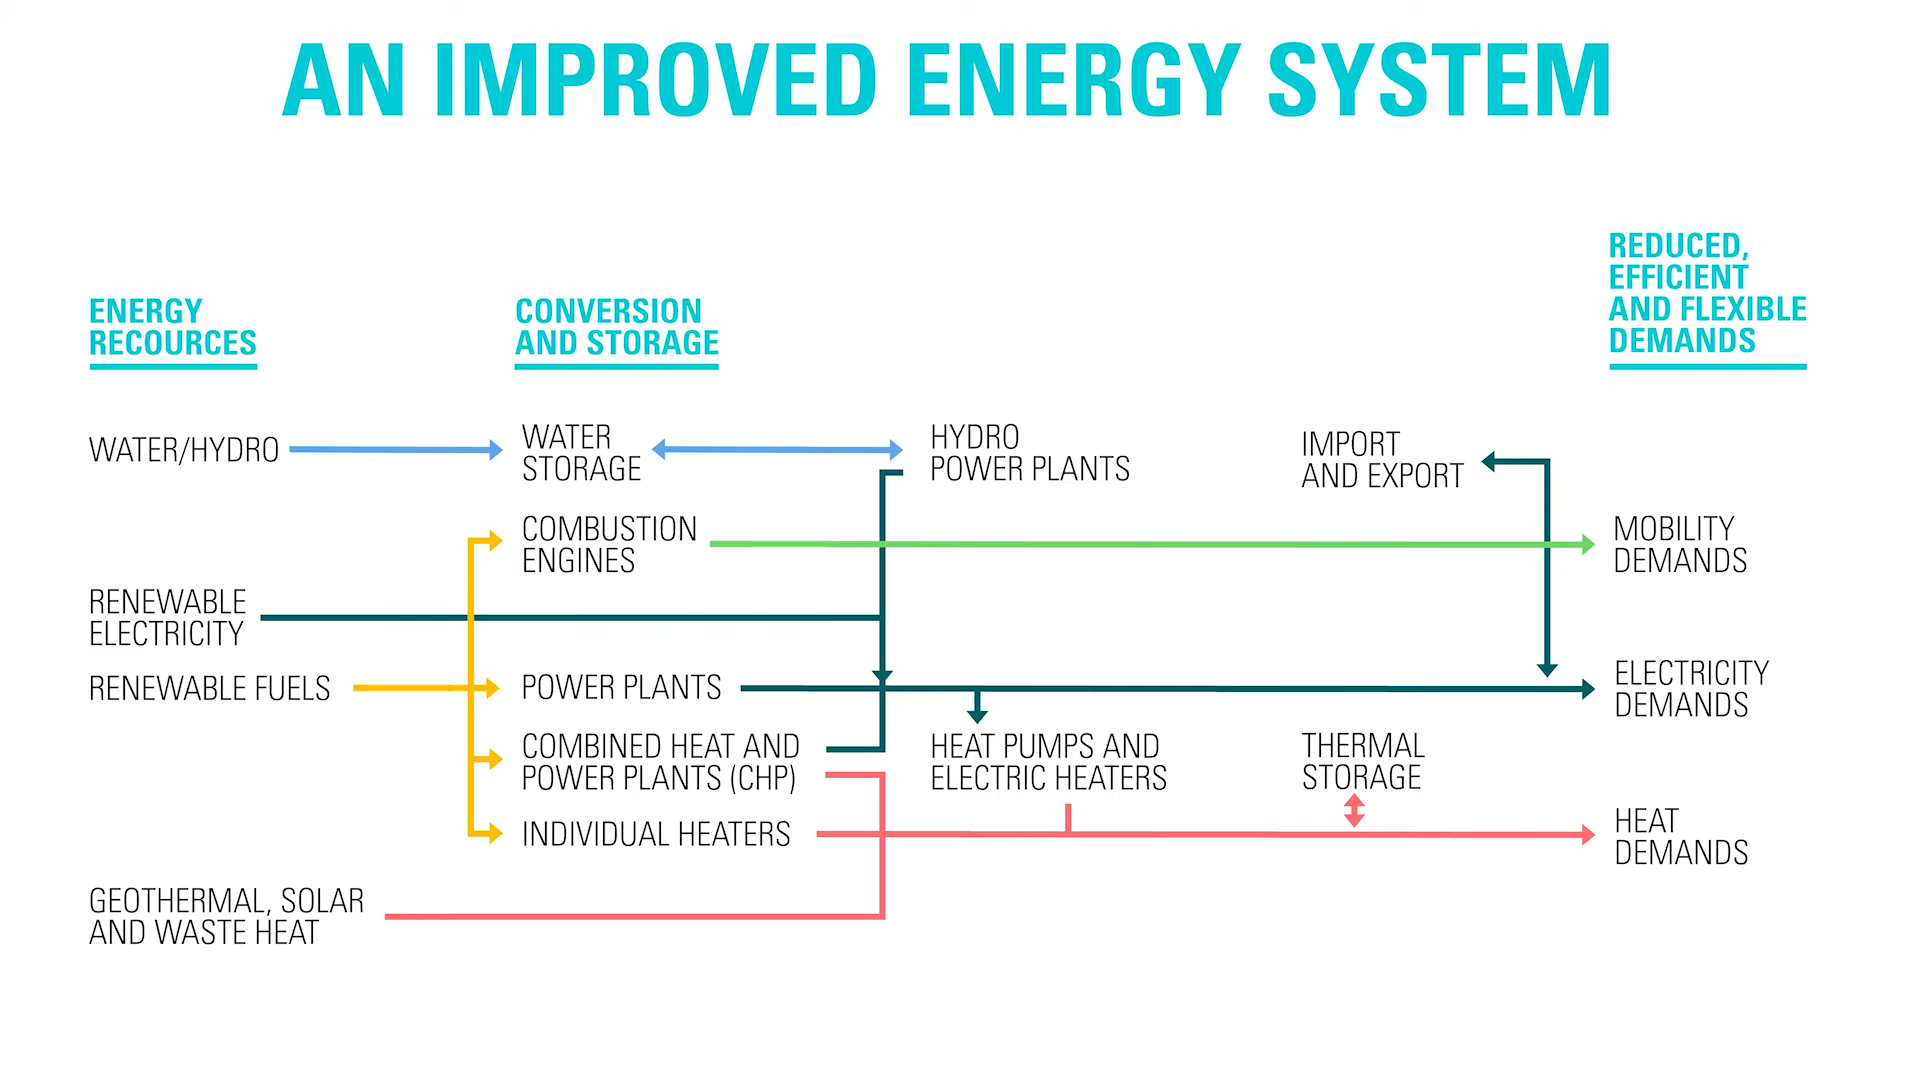 AN IMPROVED ENERGY SYSTEM
ENERGY
RECOURCES
CONVERSION
AND STORAGE
REDUCED,
EFFICIENT
AND FLEXIBLE
DEMANDS
WATER/HYDRO
WATER
STORAGE
HYDRO
POWER PLANTS
IMPORT
AND EXPORT
COMBUSTION
ENGINES
MOBILITY
DEMANDS
RENEWABLE
ELECTRICITY
RENEWABLE FUELS
POWER PLANTS
ELECTRICITY
DEMANDS
COMBINED HEAT AND
POWER PLANTS (CHP)
HEAT PUMPS AND
ELECTRIC HEATERS
THERMAL
STORAGE
INDIVIDUAL HEATERS
HEAT
DEMANDS
GEOTHERMAL, SOLAR
AND WASTE HEAT